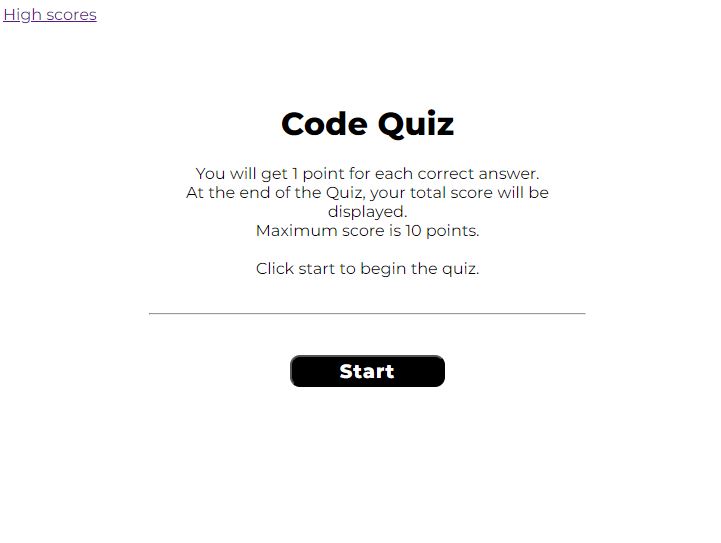 High scores
Code Quiz
You will get 1 point for each correct answer.
At the end of the Quiz, your total score will be
displayed.
Maximum score is 10 points.
Click start to begin the quiz.
Start